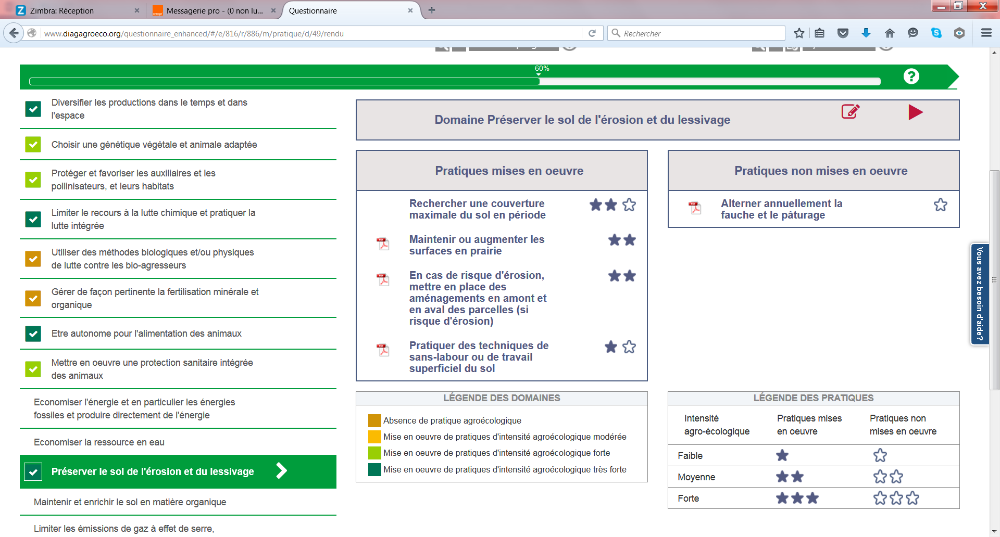 Zimbra: Réception
Messagerie pro - (0 non lu...
Questionnaire
www.diagagroeco.org/questionnaire_enhanced/#/e/816/r/886/m/pratique/d/49/rendu
Rechercher
60%
Diversifier les productions dans le temps et dans
l'espace
Choisir une génétique végétale et animale adaptée
Protéger et favoriser les auxiliaires et les
pollinisateurs, et leurs habitats
Limiter le recours à la lutte chimique et pratiquer la
lutte intégrée
Utiliser des méthodes biologiques et/ou physiques
de lutte contre les bio-agresseurs
Gérer de façon pertinente la fertilisation minérale et
organique
Etre autonome pour l'alimentation des animaux
Mettre en oeuvre une protection sanitaire intégrée
des animaux
Economiser l'énergie et en particulier les énergies
fossiles et produire directement de l'énergie
Economiser la ressource en eau
Préserver le sol de l'érosion et du lessivage
Maintenir et enrichir le sol en matière organique
Limiter les émissions de gaz à effet de serre,
Domaine Préserver le sol de l'érosion et du lessivage
Pratiques mises en oeuvre
Rechercher une couverture
maximale du sol en période
Maintenir ou augmenter les
surfaces en prairie
En cas de risque d'érosion,
mettre en place des
aménagements en amont et
en aval des parcelles (si
risque d'érosion)
Pratiquer des techniques de
sans-labour ou de travail
superficiel du sol
Pratiques non mises en oeuvre
Alterner annuellement la
fauche et le pâturage
Vous avez besoin d'aide?
LÉGENDE DES DOMAINES
Absence de pratique agroécologique
Mise en oeuvre de pratiques d'intensité agroécologique modérée
Mise en oeuvre de pratiques d'intensité agroécologique forte
Mise en oeuvre de pratiques d'intensité agroécologique très forte
LÉGENDE DES PRATIQUES
Intensité
agro-écologique
Pratiques mises
en oeuvre
Pratiques non
mises en oeuvre
Faible
Moyenne
Forte